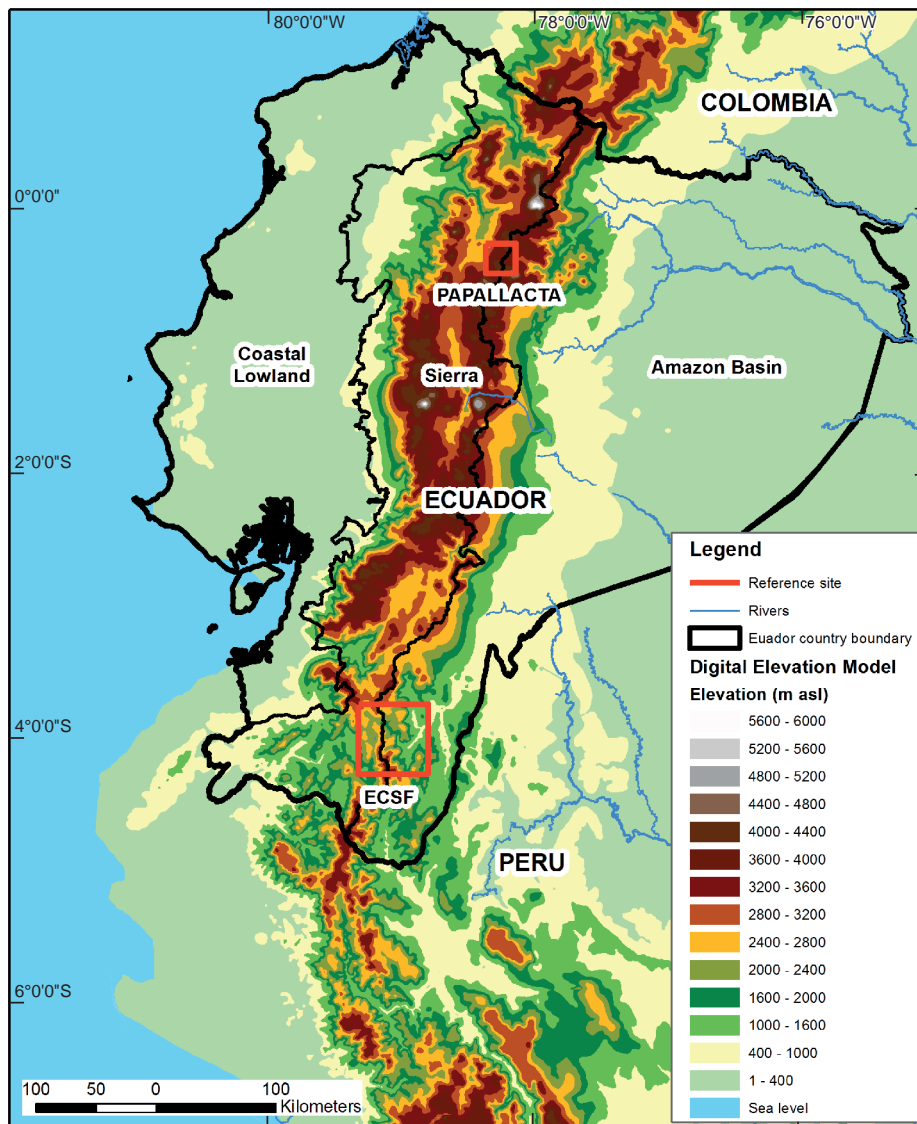 80°0'0"W
78°0'0"W
76°0'0"W
COLOMBIA
0°0'0"
PAPALLACTA
Coastal
Lowland
Sierra
Amazon Basin
2°0'0"S
ECUADOR
Legend
Reference site
Rivers
Euador country boundary
Digital Elevation Model
Elevation (m asl)
5600 - 6000
5200 - 5600
4800 - 5200
4400 - 4800
4000 - 4400
3600 - 4000
3200 - 3600
2800 - 3200
2400 - 2800
2000 - 2400
1600 - 2000
1000 - 1600
400 - 1000
1 - 400
Sea level
4°0'0"S
ECSF
PERU
6°0'0"S
100 50 0 100
Kilometers